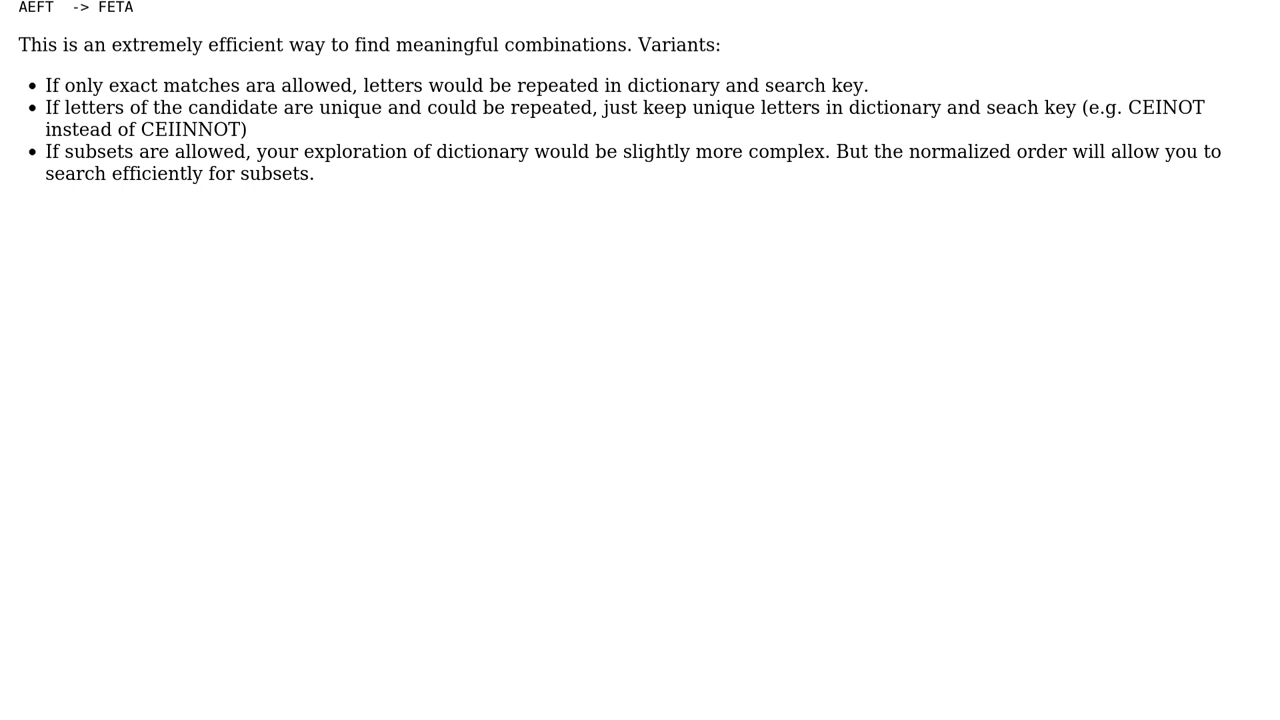 AEFT  -> FETA
This is an extremely efficient way to find meaningful combinations. Variants:
• If only exact matches ara allowed, letters would be repeated in dictionary and search key.
• If letters of the candidate are unique and could be repeated, just keep unique letters in dictionary and seach key (e.g. CEINOT
instead of CEIINNOT)
• If subsets are allowed, your exploration of dictionary would be slightly more complex. But the normalized order will allow you to
search efficiently for subsets.